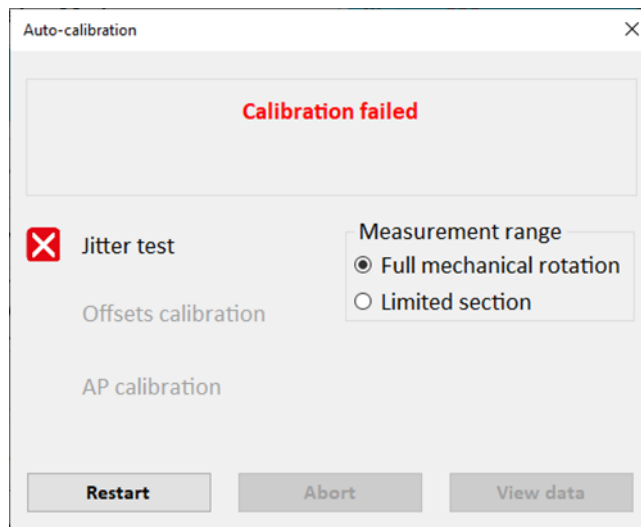 Auto-calibration
Calibration failed
Jitter test
Measurement range
Full mechanical rotation
Limited section
Offsets calibration
AP calibration
Restart
Abort
View data